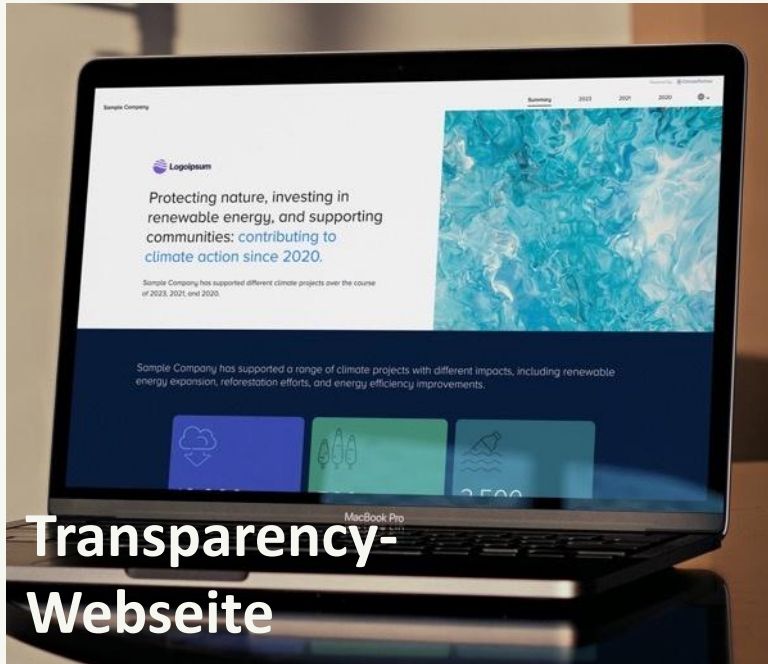 Powered by ClimatePartner
Sample Company
Summary 2023 2021 2020
Logoipsum
Protecting nature, investing in
renewable energy, and supporting
communities: contributing to
climate action since 2020.
Sample Company has supported different climate projects over the course
of 2023, 2021, and 2020.
Sample Company has supported a range of climate projects with different impacts, including renewable
energy expansion, reforestation efforts, and energy efficiency improvements.
MacBook Pro
Transparency-
Webseite